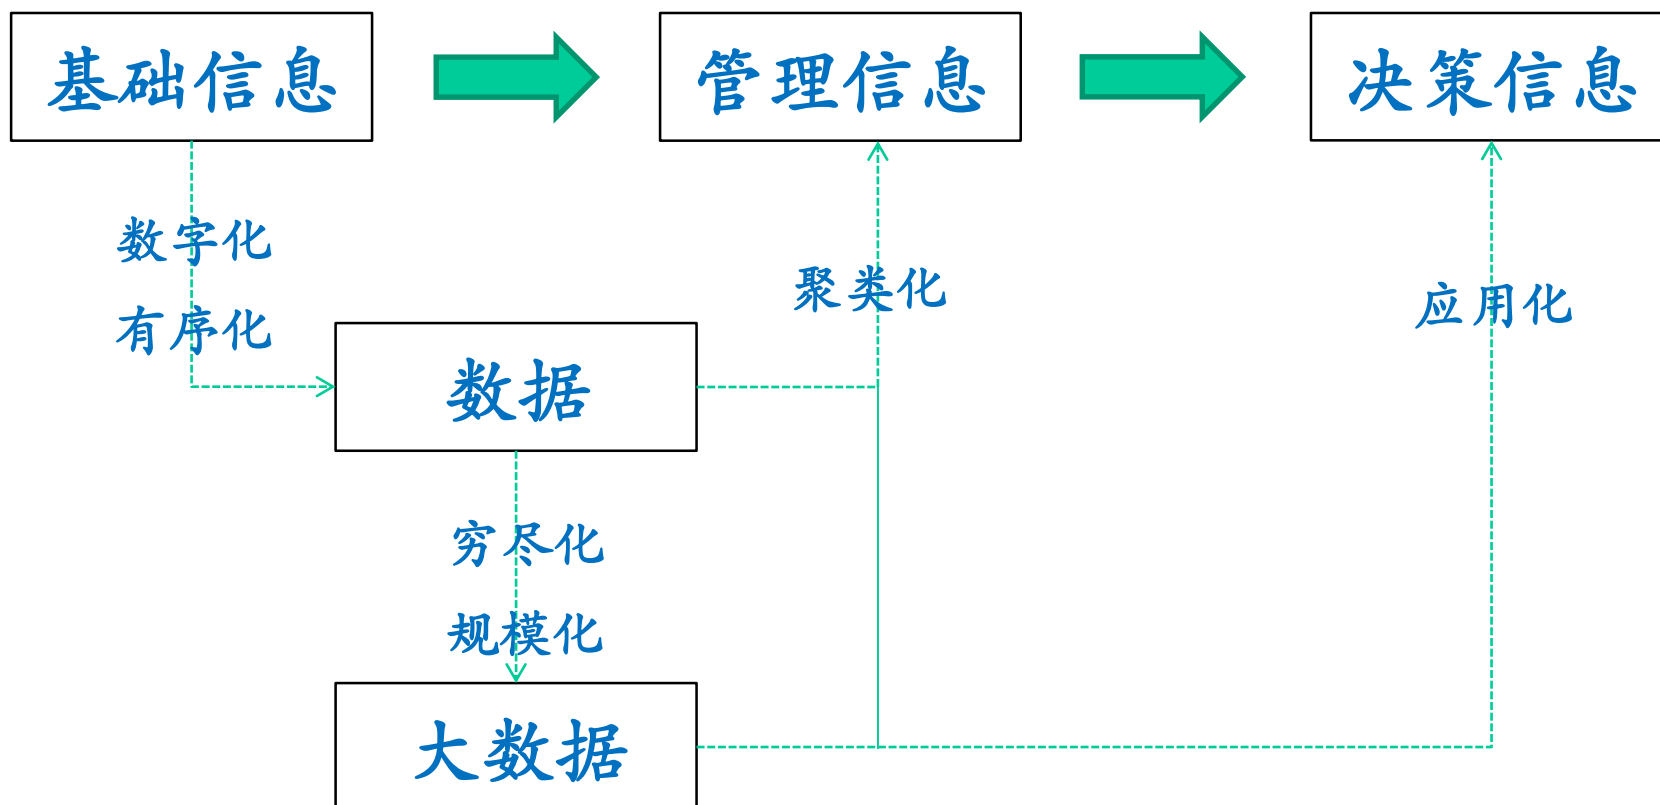 基础信息
管理信息
决策信息
数字化
有序化
聚类化
应用化
数据
穷尽化
规模化
大数据